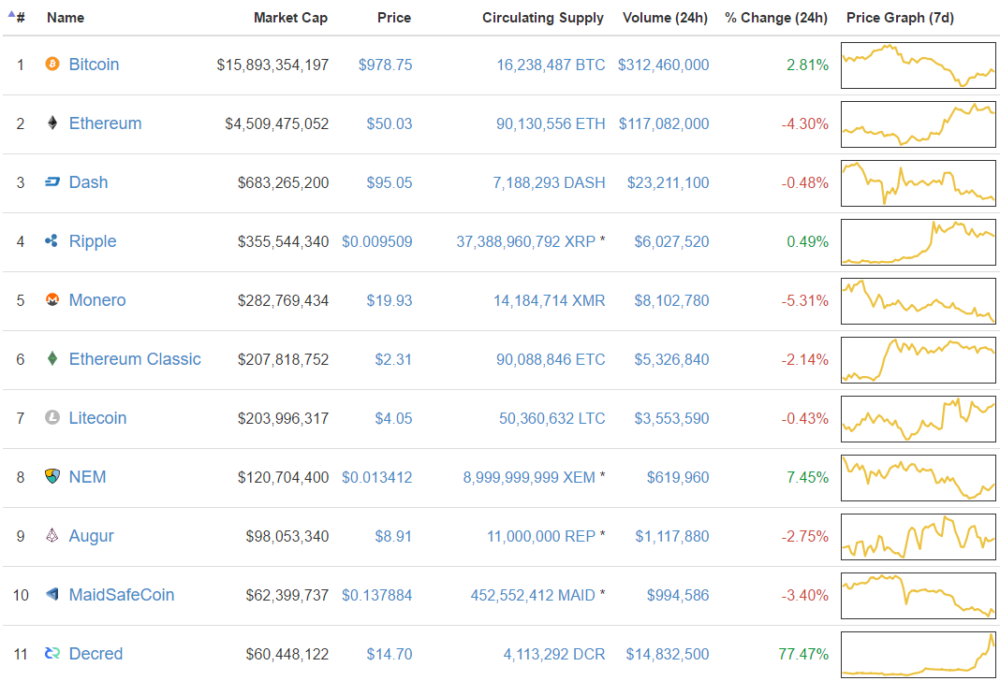 # Name Market Cap Price Circulating Supply Volume (24h) % Change (24h) Price Graph (7d)
1 Bitcoin $15,893,354,197 $978.75 16,238,487 BTC $312,460,000 2.81%
2 Ethereum $4,509,475,052 $50.03 90,130,556 ETH $117,082,000 -4.30%
3 Dash $683,265,200 $95.05 7,188,293 DASH $23,211,100 -0.48%
4 Ripple $355,544,340 $0.009509 37,388,960,792 XRP * $6,027,520 0.49%
5 Monero $282,769,434 $19.93 14,184,714 XMR $8,102,780 -5.31%
6 Ethereum Classic $207,818,752 $2.31 90,088,846 ETC $5,326,840 -2.14%
7 Litecoin $203,996,317 $4.05 50,360,632 LTC $3,553,590 -0.43%
8 NEM $120,704,400 $0.013412 8,999,999,999 XEM * $619,960 7.45%
9 Augur $98,053,340 $8.91 11,000,000 REP * $1,117,880 -2.75%
10 MaidSafeCoin $62,399,737 $0.137884 452,552,412 MAID * $994,586 -3.40%
11 Decred $60,448,122 $14.70 4,113,292 DCR $14,832,500 77.47%